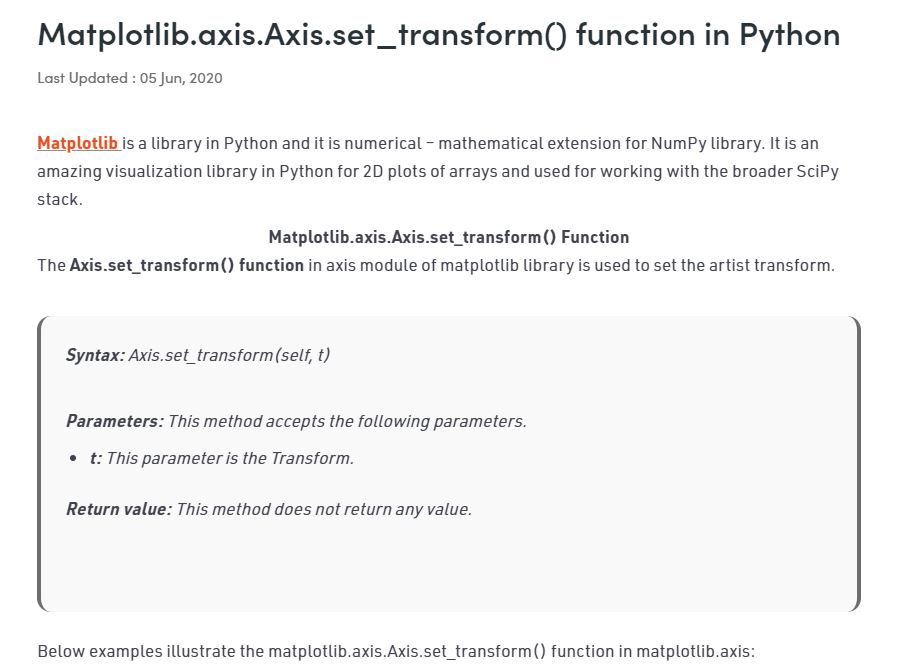 Matplotlib.axis.Axis.set_transform() function in Python
Last Updated : 05 Jun, 2020
Matplotlib is a library in Python and it is numerical – mathematical extension for NumPy library. It is an
amazing visualization library in Python for 2D plots of arrays and used for working with the broader SciPy
stack.
Matplotlib.axis.Axis.set_transform() Function
The Axis.set_transform() function in axis module of matplotlib library is used to set the artist transform.
Syntax: Axis.set_transform(self, t)
Parameters: This method accepts the following parameters.
• t: This parameter is the Transform.
Return value: This method does not return any value.
Below examples illustrate the matplotlib.axis.Axis.set_transform() function in matplotlib.axis: